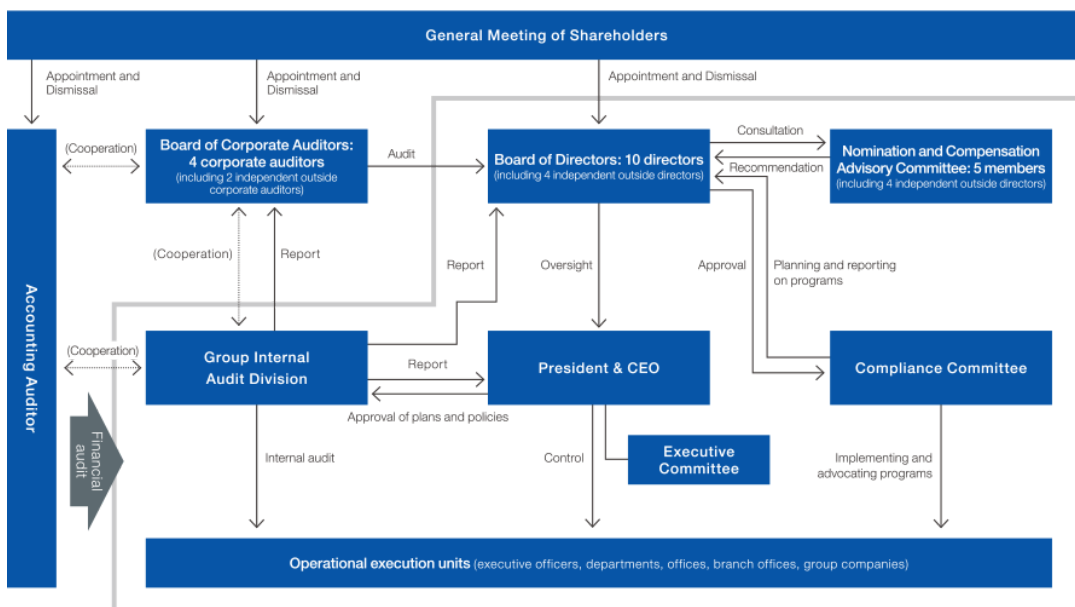 General Meeting of Shareholders
Appointment and
Dismissal
Appointment and
Dismissal
Appointment and Dismissal
Accounting Auditor
(Cooperation)
Board of Corporate Auditors:
4 corporate auditors
(including 2 independent outside
corporate auditors)
Audit
Board of Directors: 10 directors
(including 4 independent outside directors)
Consultation
Recommendation
Nomination and Compensation
Advisory Committee: 5 members
(including 4 independent outside directors)
(Cooperation)
Report
Report
Oversight
Approval
Planning and reporting
on programs
(Cooperation)
Group Internal
Audit Division
Report
Approval of plans and policies
President & CEO
Compliance Committee
Financial
audit
Internal audit
Control
Executive
Committee
Implementing and
advocating programs
Operational execution units (executive officers, departments, offices, branch offices, group companies)